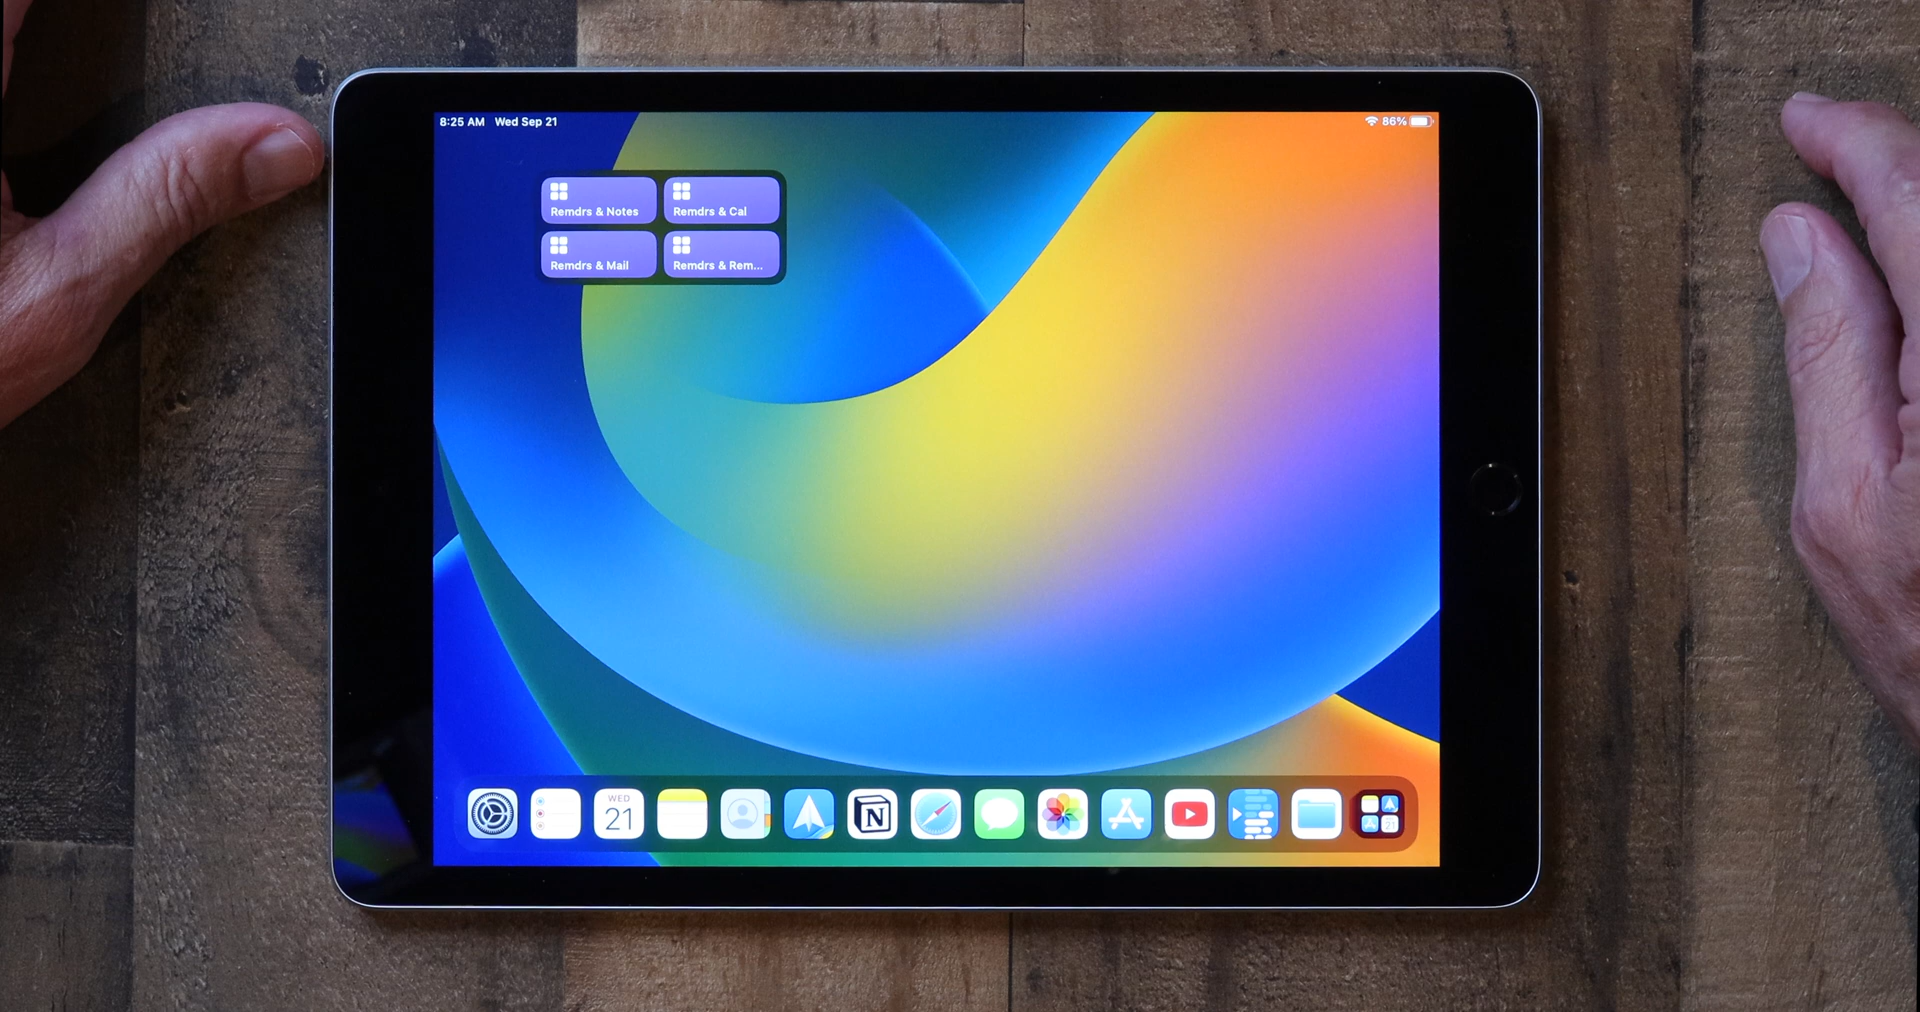 8:25 AM Wed Sep 21
86%
Remdrs & Notes
Remdrs & Cal
Remdrs & Mail
Remdrs & Rem...
WED
21
N